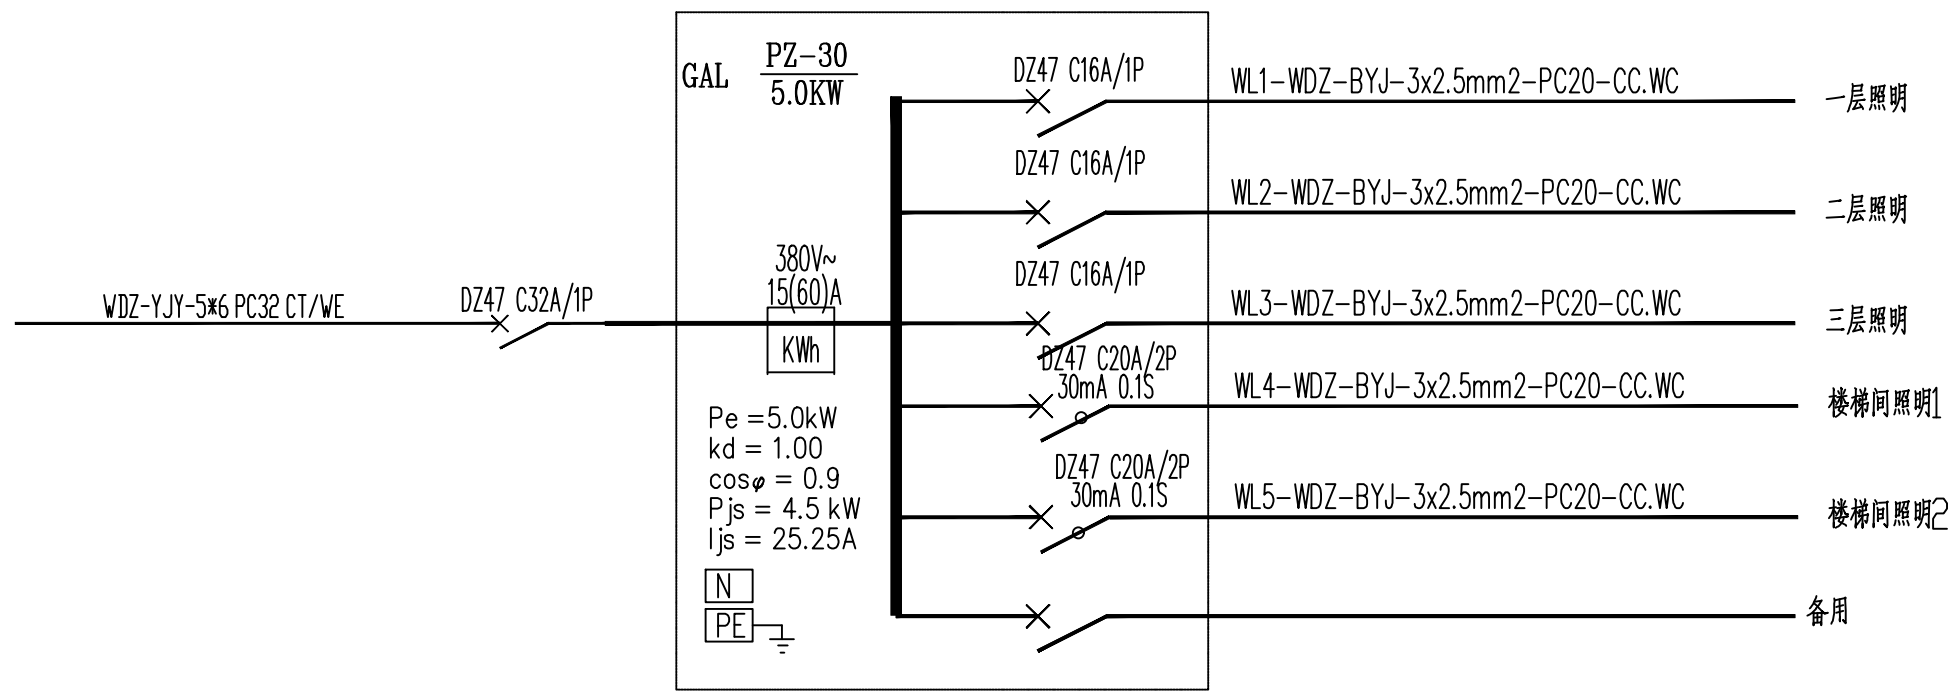 GAL
PZ-30
5.0KW
DZ47 C16A/1P
WL1-WDZ-BYJ-3x2.5mm2-PC20-CC.WC
一层照明
DZ47 C16A/1P
WL2-WDZ-BYJ-3x2.5mm2-PC20-CC.WC
二层照明
WDZ-YJY-5*6 PC32 CT/WE
DZ47 C32A/1P
380V~
15(60)A
KWh
DZ47 C16A/1P
WL3-WDZ-BYJ-3x2.5mm2-PC20-CC.WC
三层照明
DZ47 C20A/2P
30mA 0.1S
WL4-WDZ-BYJ-3x2.5mm2-PC20-CC.WC
楼梯间照明1
DZ47 C20A/2P
30mA 0.1S
WL5-WDZ-BYJ-3x2.5mm2-PC20-CC.WC
楼梯间照明2
Pe =5.0kW
kd = 1.00
cosφ = 0.9
Pjs = 4.5 kW
Ijs = 25.25A
N
PE
备用